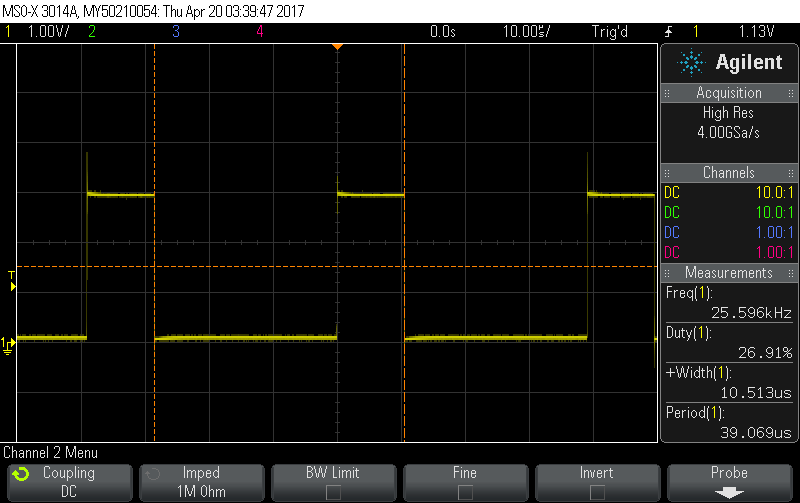 MSO-X 3014A, MY50210054: Thu Apr 20 03:39:47 2017
1 1.00V/ 2 3 4 0.0s 10.00us/ Trig'd 1 1.13V
Agilent
Acquisition
High Res
4.00GSa/s
Channels
DC 10.0:1
DC 10.0:1
DC 1.00:1
DC 1.00:1
Measurements
Freq(1):
25.596kHz
Duty(1):
26.91%
+Width(1):
10.513us
Period(1):
39.069us
T
1
Channel 2 Menu
Coupling
DC
Imped
1M Ohm
BW Limit
Fine
Invert
Probe